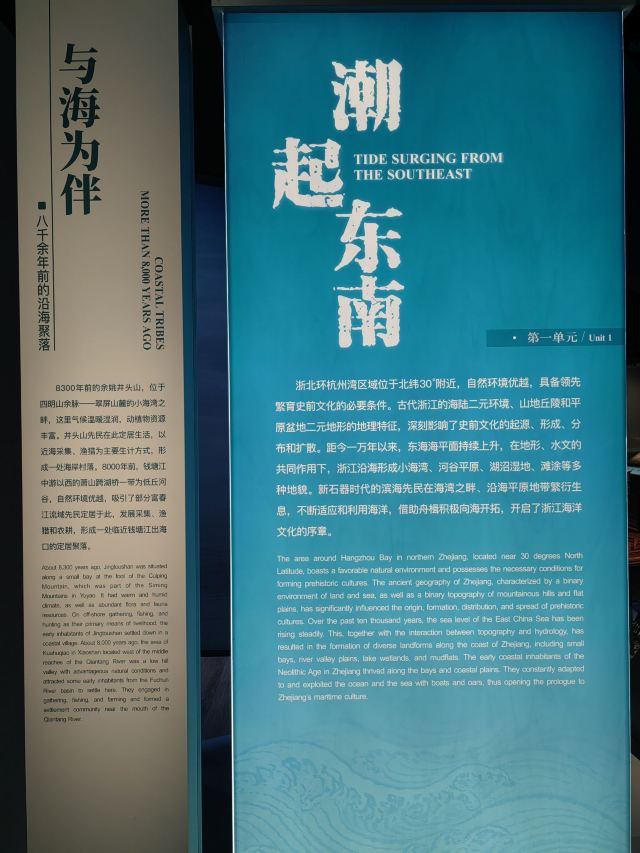 与海为伴
八千余年前的沿海聚落
COASTAL TRIBES
MORE THAN 8,000 YEARS AGO
8300年前的余姚井头山，位于
四明山余脉——翠屏山麓的小海湾之
畔，这里气候温暖湿润，动植物资源
丰富。井头山先民在此定居生活，以
近海采集、渔猎为主要生计方式，形
成一处海岸村落。8000年前，钱塘江
中游以西的萧山跨湖桥一带为低丘河
谷，自然环境优越，吸引了部分富春
江流域先民定居于此，发展采集、渔
猎和农耕，形成一处临近钱塘江出海
口的定居聚落。
About 8,300 years ago, Jingtoushan was situated
along a small bay at the foot of the Cuiping
Mountain, which was part of the Siming
Mountains in Yuyao. It had warm and humid
climate, as well as abundant flora and fauna
resources. On off-shore gathering, fishing, and
hunting as their primary means of livelihood, the
early inhabitants of Jingtoushan settled down in a
coastal village. About 8,000 years ago, the area of
Kuahuqiao in Xiaoshan located west of the middle
reaches of the Qiantang River was a low hill
valley with advantageous natural conditions and
attracted some early inhabitants from the Fuchun
River basin to settle here. They engaged in
gathering, fishing, and farming and formed a
settlement community near the mouth of the
Qiantang River.
潮起东南
TIDE SURGING FROM
THE SOUTHEAST
· 第一单元 / Unit 1
浙北环杭州湾区域位于北纬30°附近，自然环境优越，具备领先
繁育史前文化的必要条件。古代浙江的海陆二元环境、山地丘陵和平
原盆地二元地形的地理特征，深刻影响了史前文化的起源、形成、分
布和扩散。距今一万年以来，东海海平面持续上升，在地形、水文的
共同作用下，浙江沿海形成小海湾、河谷平原、湖沼湿地、滩涂等多
种地貌。新石器时代的滨海先民在海湾之畔、沿海平原地带繁衍生
息，不断适应和利用海洋，借助舟楫积极向海开拓，开启了浙江海洋
文化的序章。
The area around Hangzhou Bay in northern Zhejiang, located near 30 degrees North
Latitude, boasts a favorable natural environment and possesses the necessary conditions for
forming prehistoric cultures. The ancient geography of Zhejiang, characterized by a binary
environment of land and sea, as well as a binary topography of mountainous hills and flat
plains, has significantly influenced the origin, formation, distribution, and spread of prehistoric
cultures. Over the past ten thousand years, the sea level of the East China Sea has been
rising steadily. This, together with the interaction between topography and hydrology, has
resulted in the formation of diverse landforms along the coast of Zhejiang, including small
bays, river valley plains, lake wetlands, and mudflats. The early coastal inhabitants of the
Neolithic Age in Zhejiang thrived along the bays and coastal plains. They constantly adapted
to and exploited the ocean and the sea with boats and oars, thus opening the prologue to
Zhejiang's maritime culture.